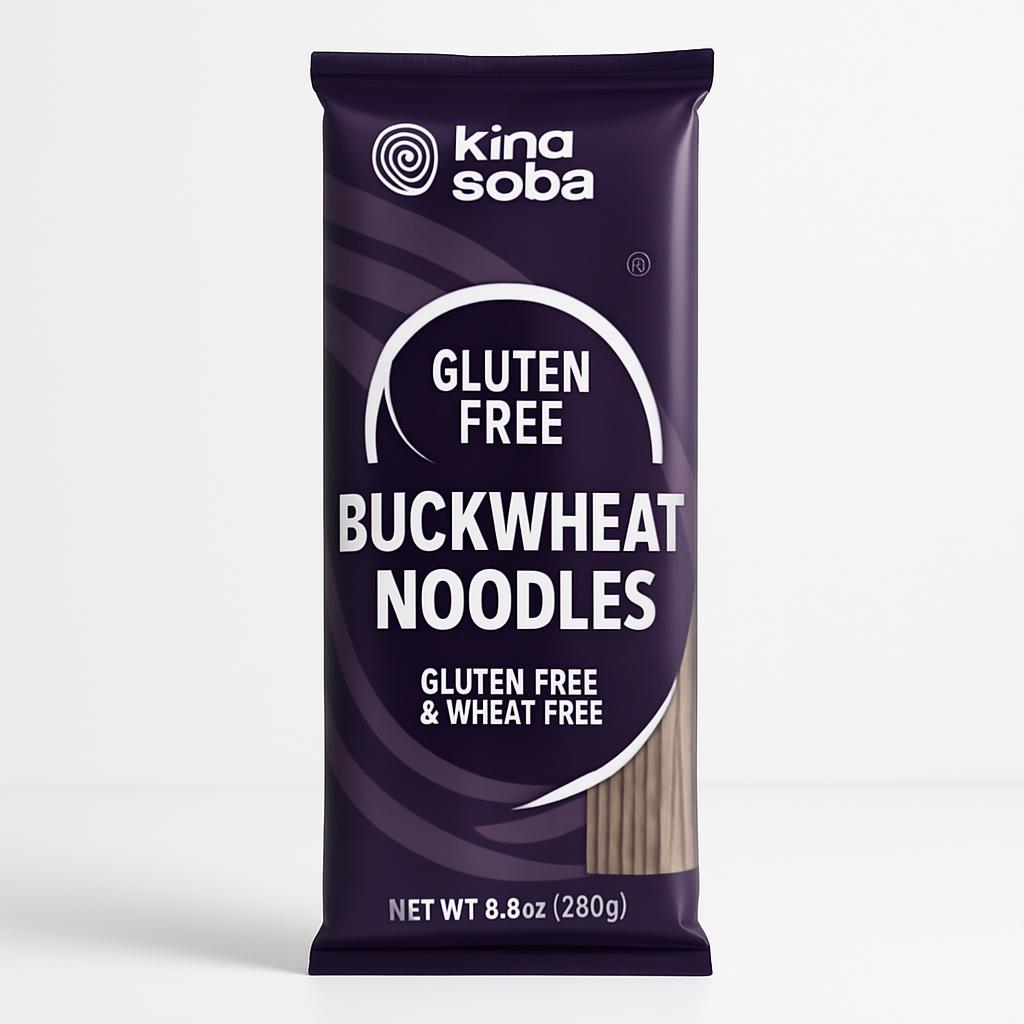 kina
soba
®
GLUTEN
FREE
BUCKWHEAT
NOODLES
GLUTEN FREE
& WHEAT FREE
NET WT 8.8oz (280g)